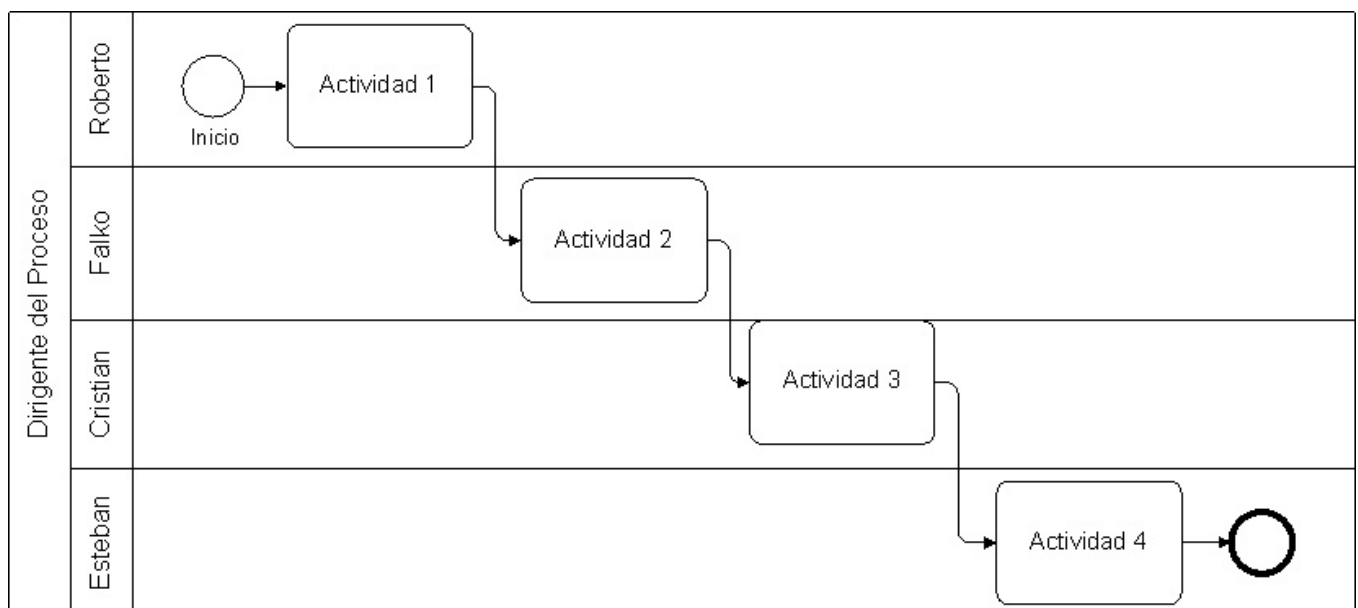 Dirigente del Proceso
Roberto
Inicio
Actividad 1
Falko
Actividad 2
Cristian
Actividad 3
Esteban
Actividad 4